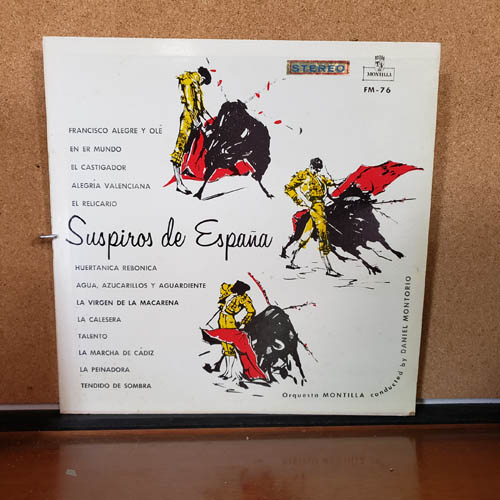 STEREO
MONTILLA
FM-76
FRANCISCO ALEGRE Y OLÉ
EN ER MUNDO
EL CASTIGADOR
ALEGRÍA VALENCIANA
EL RELICARIO
Suspiros de España
HUERTANICA REBONICA
AGUA, AZUCARILLOS Y AGUARDIENTE
LA VIRGEN DE LA MACARENA
LA CALESERA
TALENTO
LA MARCHA DE CÁDIZ
LA PEINADORA
TENDIDO DE SOMBRA
Orquesta MONTILLA conducted by DANIEL MONTORIO